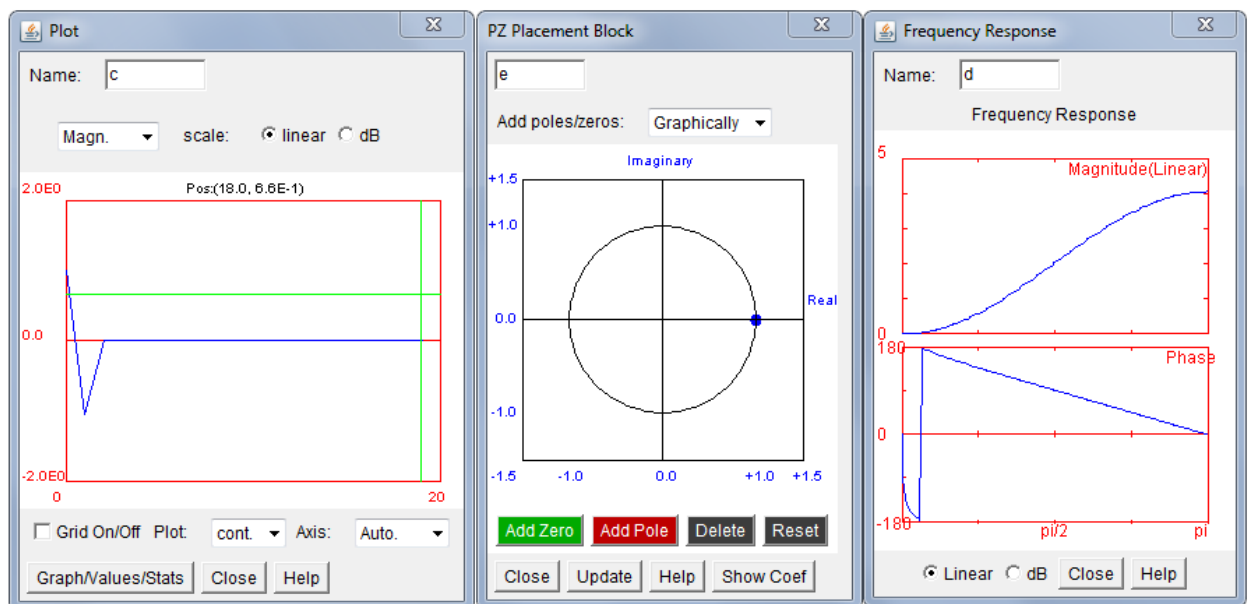 Plot
Name: c
Magn. scale: linear dB
2.0E0
Pos:(18.0, 6.6E-1)
0.0
-2.0E0
0 20
Grid On/Off Plot: cont. Axis: Auto.
Graph/Values/Stats Close Help
PZ Placement Block
e
Add poles/zeros: Graphically
Imaginary
+1.5
+1.0
Real
0.0
-1.0
-1.5 -1.0 0.0 +1.0 +1.5
Add Zero Add Pole Delete Reset
Close Update Help Show Coef
Frequency Response
Name: d
Frequency Response
5
Magnitude(Linear)
0
180
Phase
0
-180
pi/2 pi
Linear dB Close Help